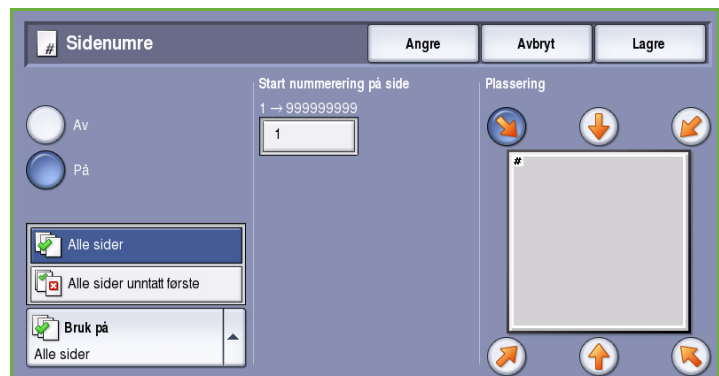 # Sidenumre
Angre
Avbryt
Lagre
Start nummerering på side
Plassering
1 → 999999999
1
Av
På
#
Alle sider
Alle sider unntatt første
Bruk på
Alle sider